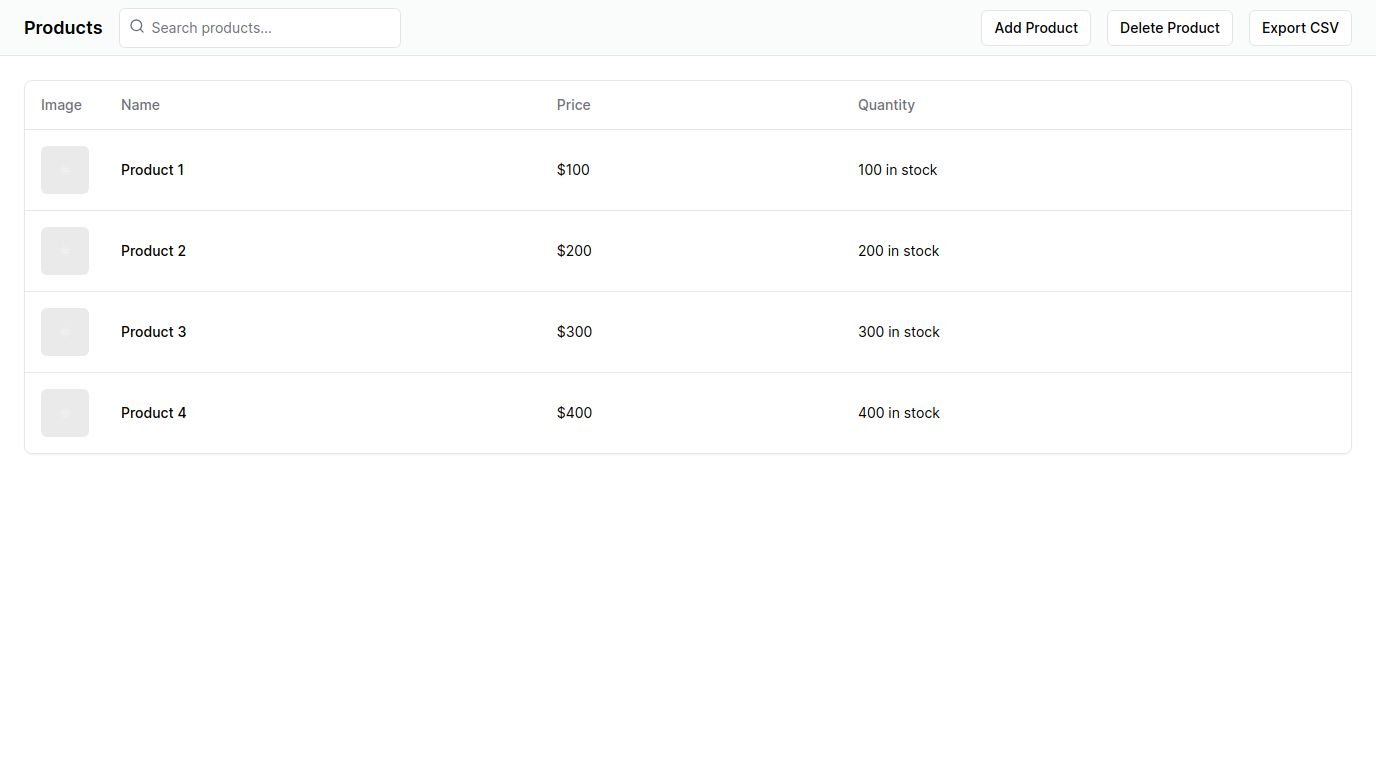 Products Search products... Add Product Delete Product Export CSV
Image Name Price Quantity
Product 1 $100 100 in stock
Product 2 $200 200 in stock
Product 3 $300 300 in stock
Product 4 $400 400 in stock